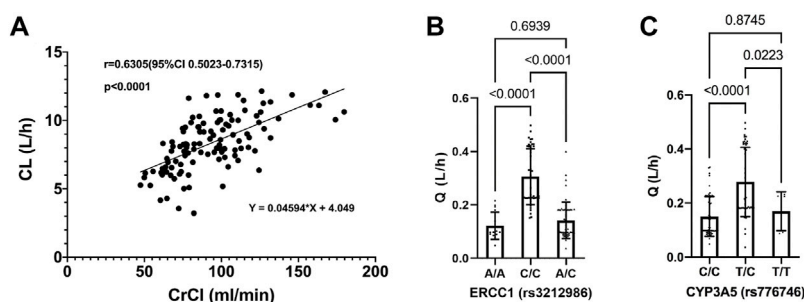 A
r=0.6305(95%CI 0.5023-0.7315)
p<0.0001
Y = 0.04594*X + 4.049
CL (L/h)
15
10
5
0
0 50 100 150 200
CrCl (ml/min)
B
0.6939
<0.0001
<0.0001
Q (L/h)
0.6
0.4
0.2
0.0
A/A C/C A/C
ERCC1 (rs3212986)
C
0.8745
0.0223
<0.0001
Q (L/h)
0.6
0.4
0.2
0.0
C/C T/C T/T
CYP3A5 (rs776746)